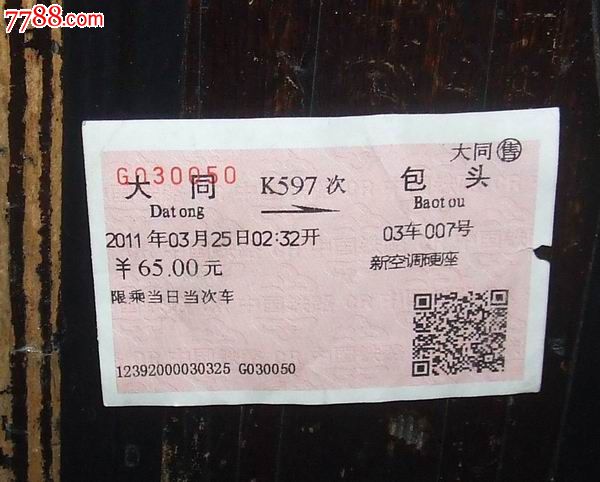 7788.com
大同售
G030050
大同 K597次 包头
Datong Baotou
2011年03月25日02:32开 03车007号
￥65.00元 新空调硬座
限乘当日当次车
12392000030325 G030050